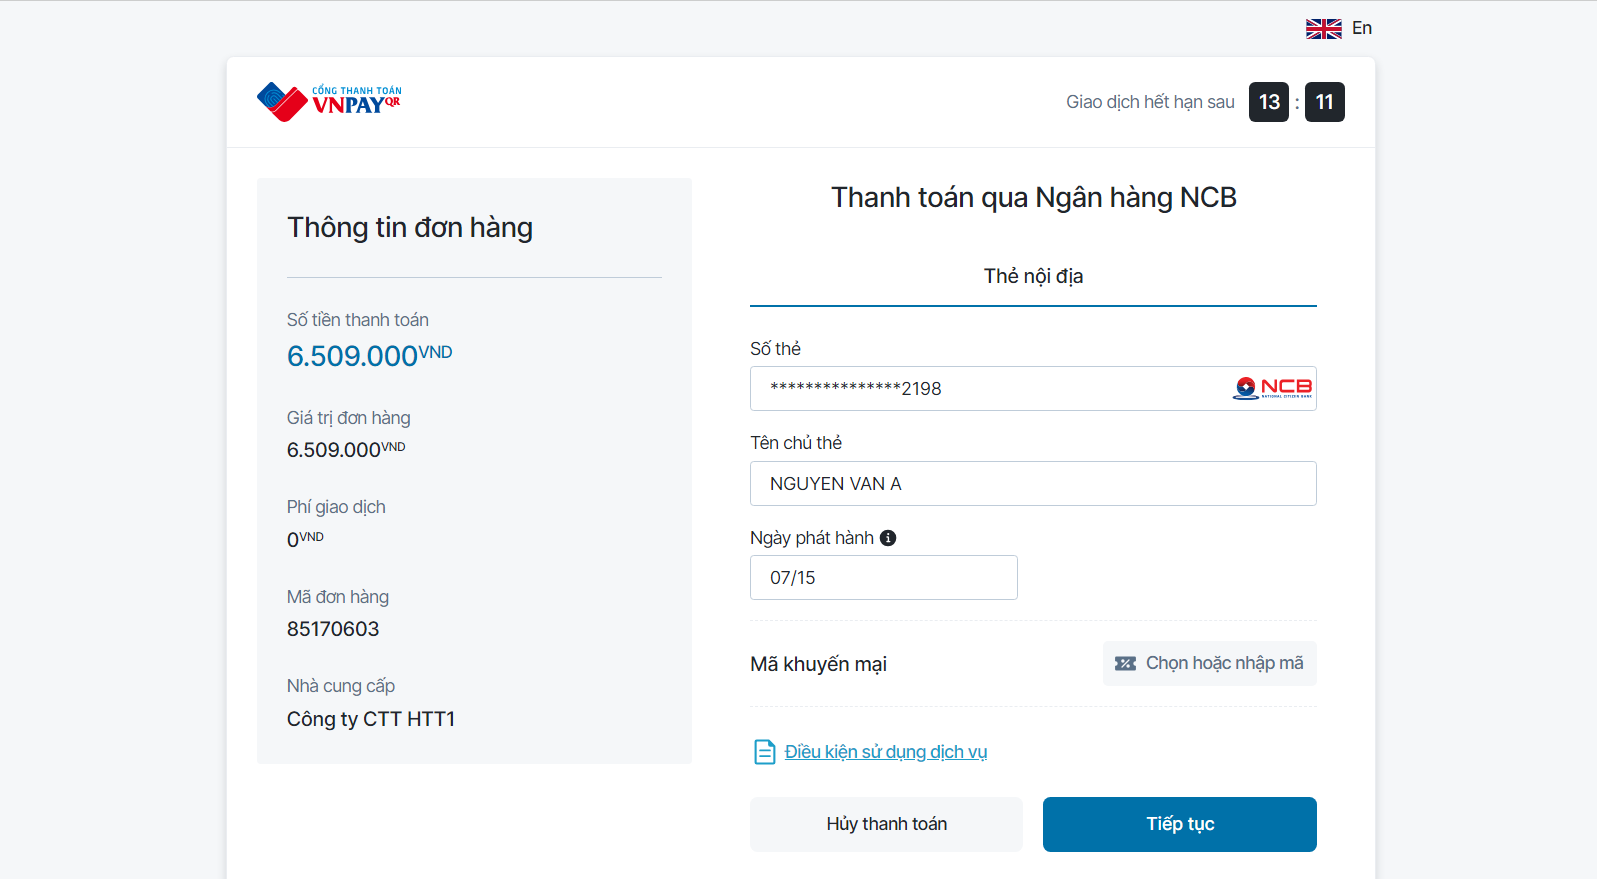 En
CỔNG THANH TOÁN
VNPAYQR
Giao dịch hết hạn sau 13 : 11
Thông tin đơn hàng
Số tiền thanh toán
6.509.000VND
Giá trị đơn hàng
6.509.000VND
Phí giao dịch
0VND
Mã đơn hàng
85170603
Nhà cung cấp
Công ty CTT HTT1
Thanh toán qua Ngân hàng NCB
Thẻ nội địa
Số thẻ
***************2198
NCB
NATIONAL CITIZEN BANK
Tên chủ thẻ
NGUYEN VAN A
Ngày phát hành
07/15
Mã khuyến mại
Chọn hoặc nhập mã
Điều kiện sử dụng dịch vụ
Hủy thanh toán
Tiếp tục